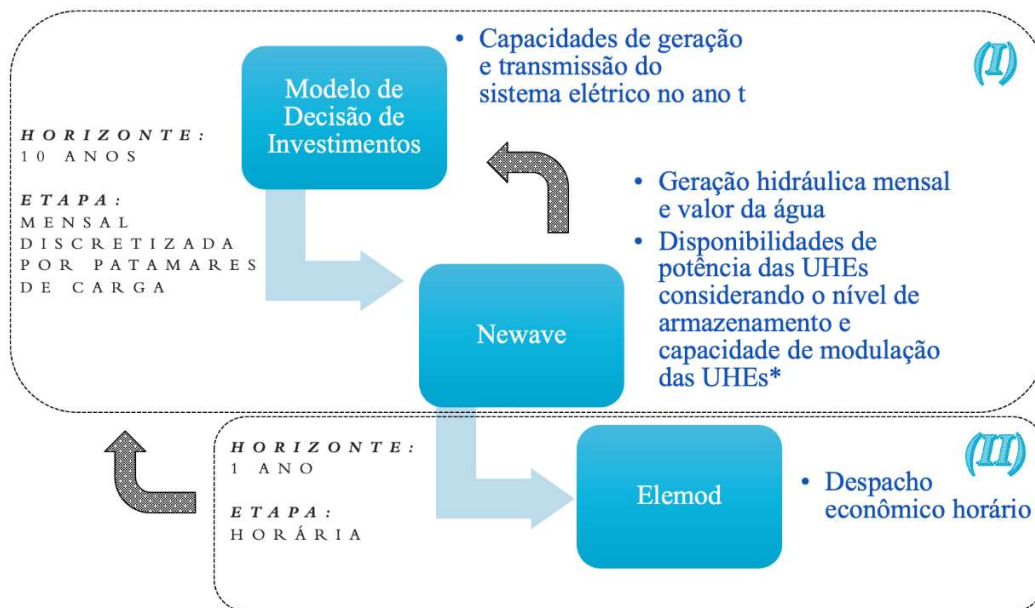 Modelo de
Decisão de
Investimentos
• Capacidades de geração
e transmissão do
sistema elétrico no ano t
(I)
HORIZONTE:
10 ANOS
ETAPA:
MENSAL
DISCRETIZADA
POR PATAMARES
DE CARGA
• Geração hidráulica mensal
e valor da água
• Disponibilidades de
potência das UHEs
considerando o nível de
armazenamento e
capacidade de modulação
das UHEs*
Newave
HORIZONTE:
1 ANO
ETAPA:
HORÁRIA
Elemod
(II)
• Despacho
econômico horário